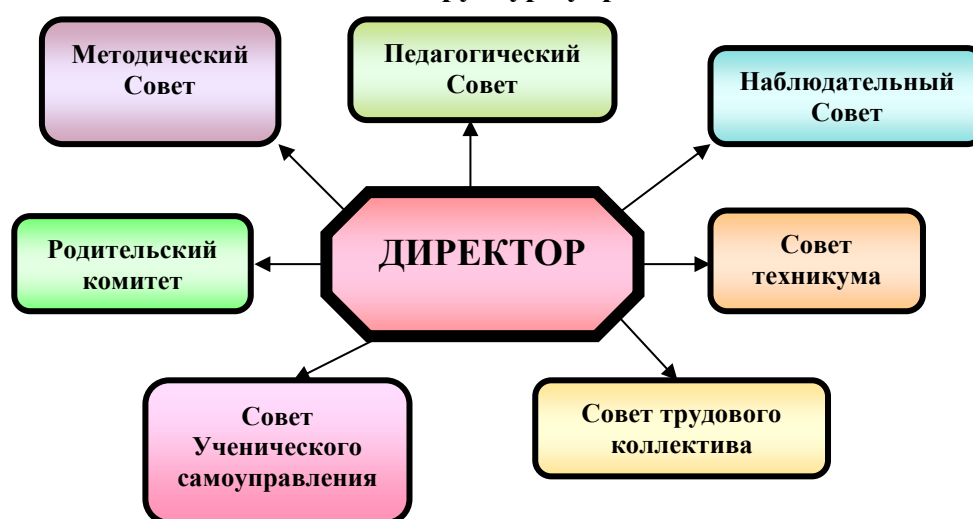 Методический
Совет
Педагогический
Совет
Наблюдательный
Совет
Родительский
комитет
ДИРЕКТОР
Совет
техникума
Совет
Ученического
самоуправления
Совет трудового
коллектива